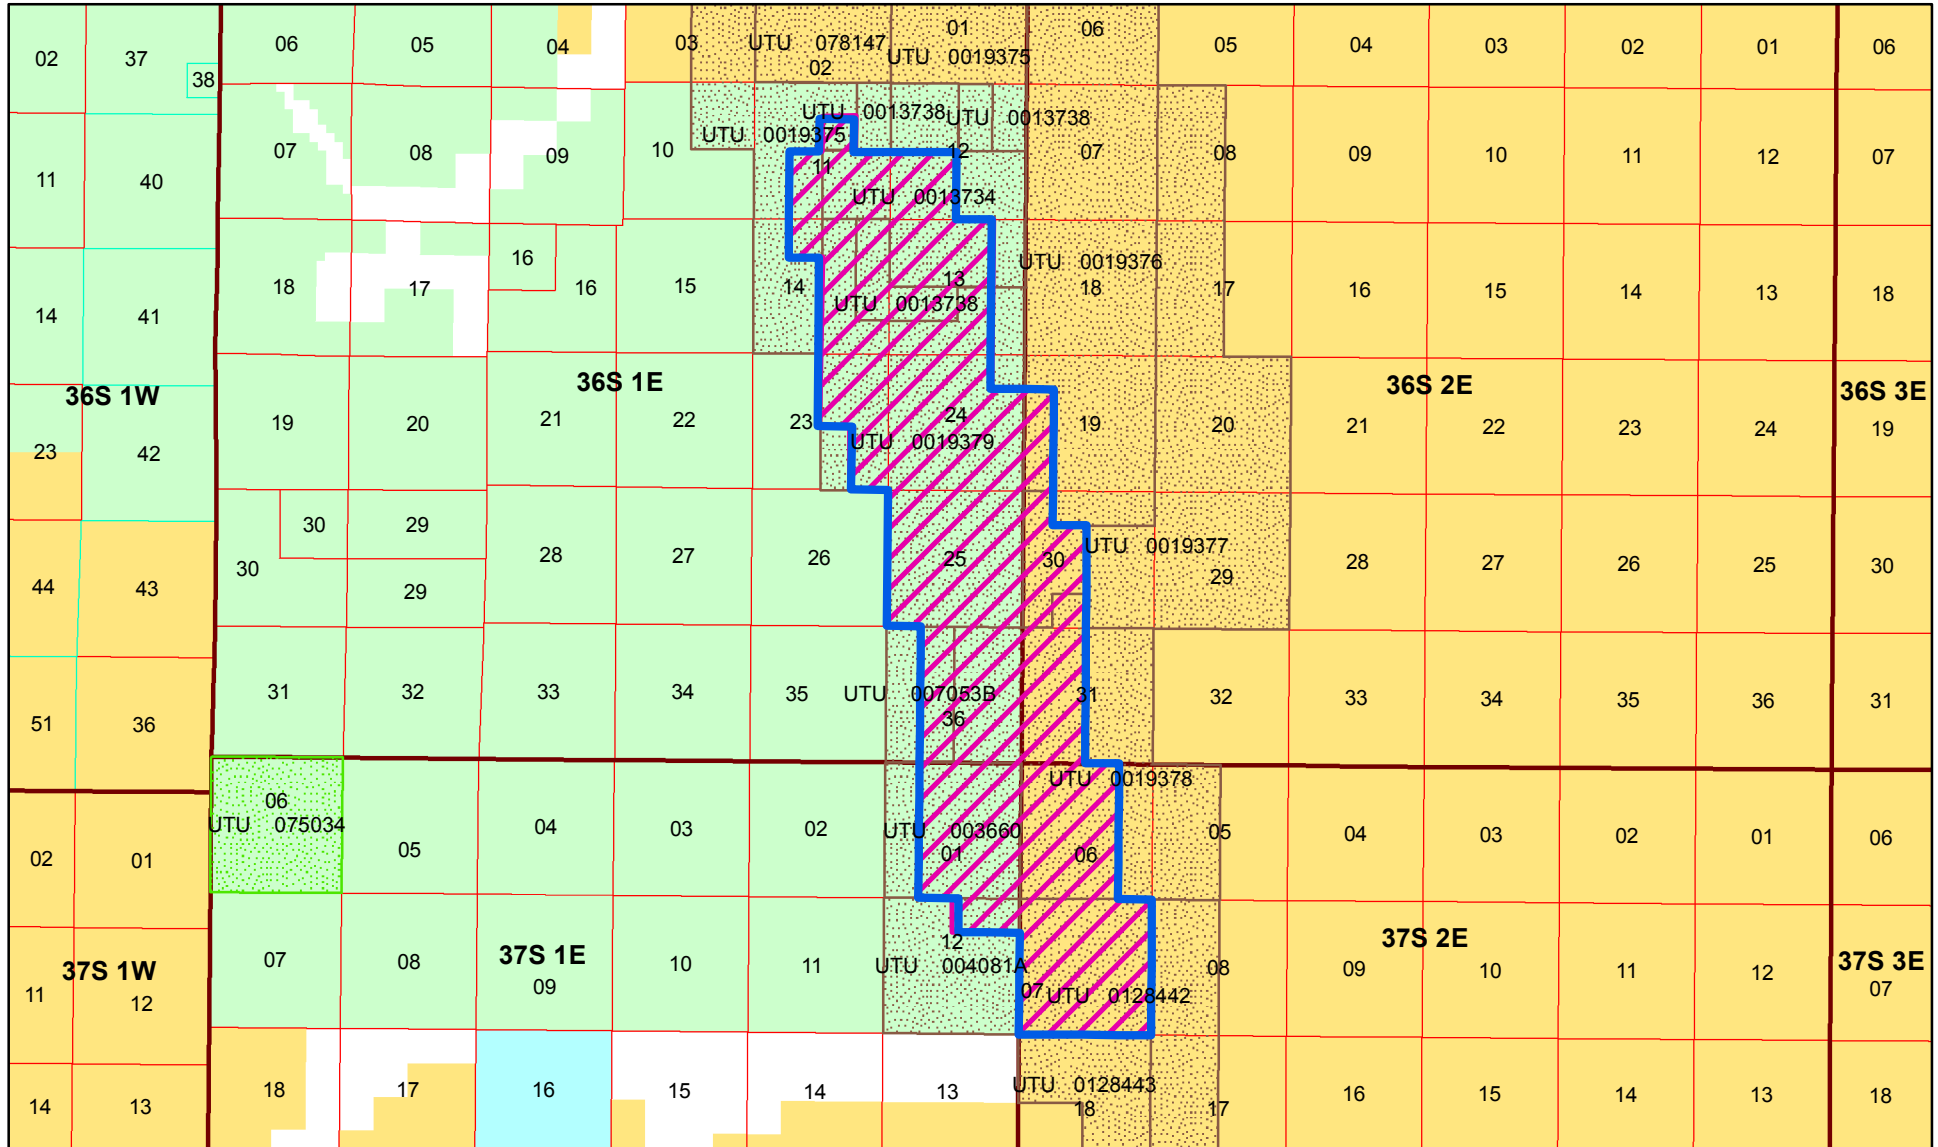 06 05 04 03 UTU 078147 01 06 05 04 03 02 01 06
02 37 38 02 UTU 0019375
UTU 0013738 UTU 0013738
UTU 0019375
07 08 09 10 11 12 07 08 09 10 11 12 07
11 40 UTU 0013734
18 17 16 16 15 14 13 UTU 0019376 18 17 16 15 14 13 18
14 41 UTU 0013738
36S 1W 36S 1E 36S 2E 36S 3E
19 20 21 22 23 24 19 20 21 22 23 24 19
23 42 UTU 0019379
30 29 UTU 0019377
30 28 27 26 25 30 29 28 27 26 25 30
44 43 29
31 32 33 34 35 UTU 007053B 31 32 33 34 35 36 31
51 36 36
06 UTU 0019378
UTU 075034 05 04 03 02 UTU 003660 05 04 03 02 01 06
02 01 01 06
12
37S 1W 07 08 37S 1E 10 11 UTU 004081A 08 37S 2E 37S 3E
11 12 09 07 UTU 0128442 09 10 11 12 07
18 17 16 15 14 13 UTU 0128443 16 15 14 13 18
14 13 18 17